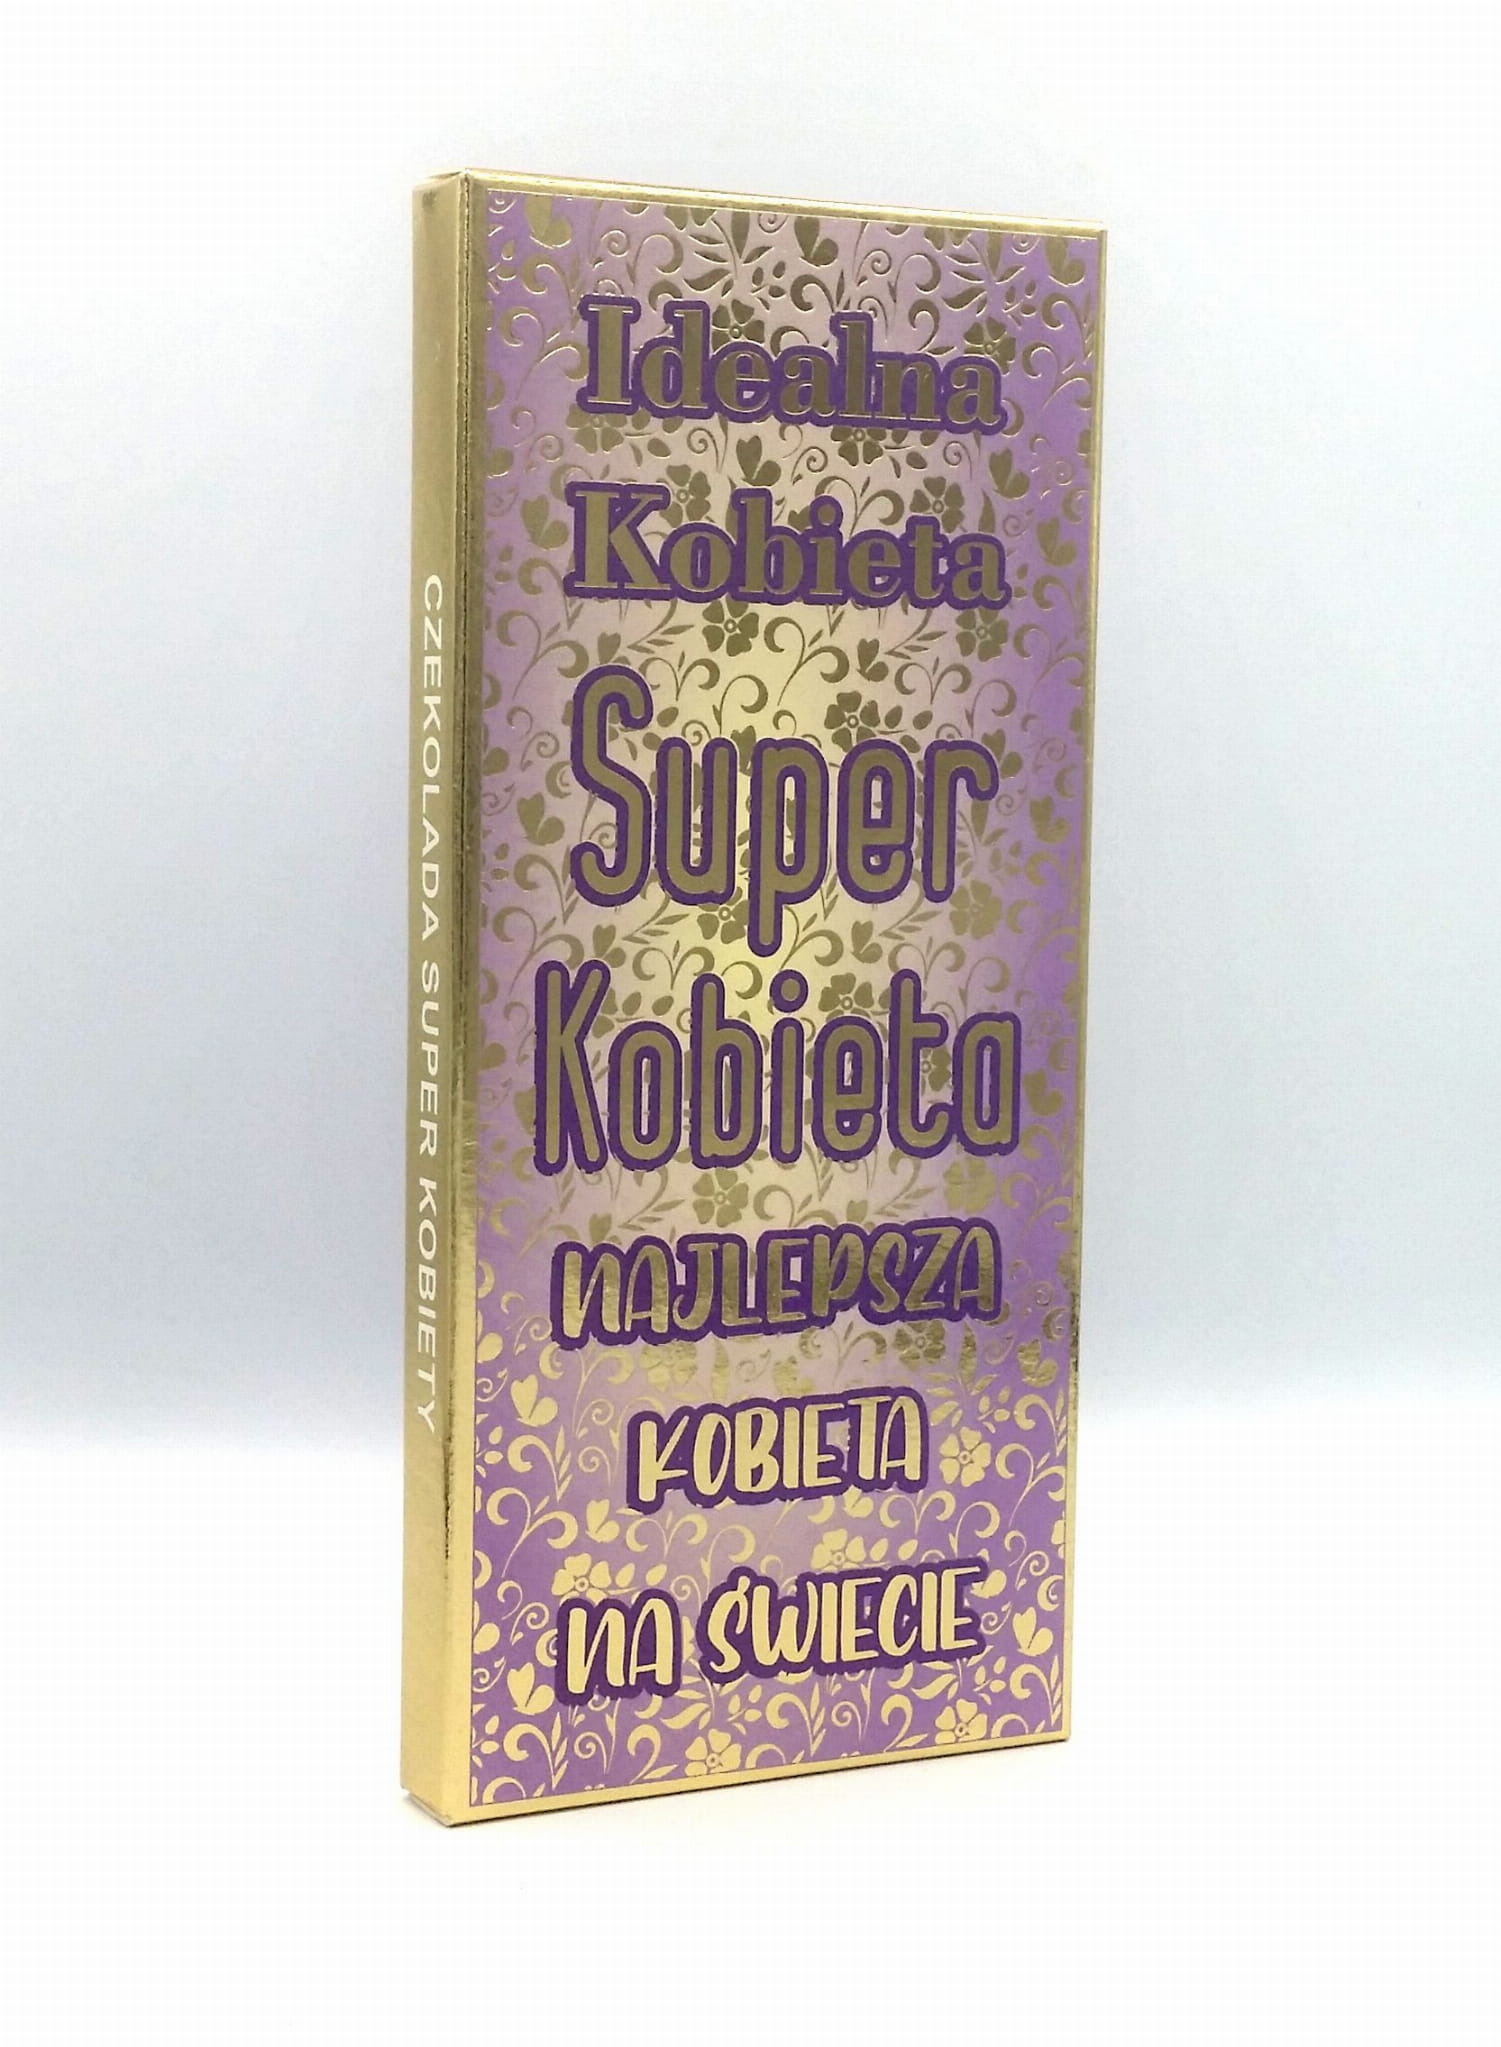 Idealna
Kobieta
Super
Kobieta
NAJLEPSZA
KOBIETA
NA ŚWIECIE
CZEKOLADA SUPER KOBIETY